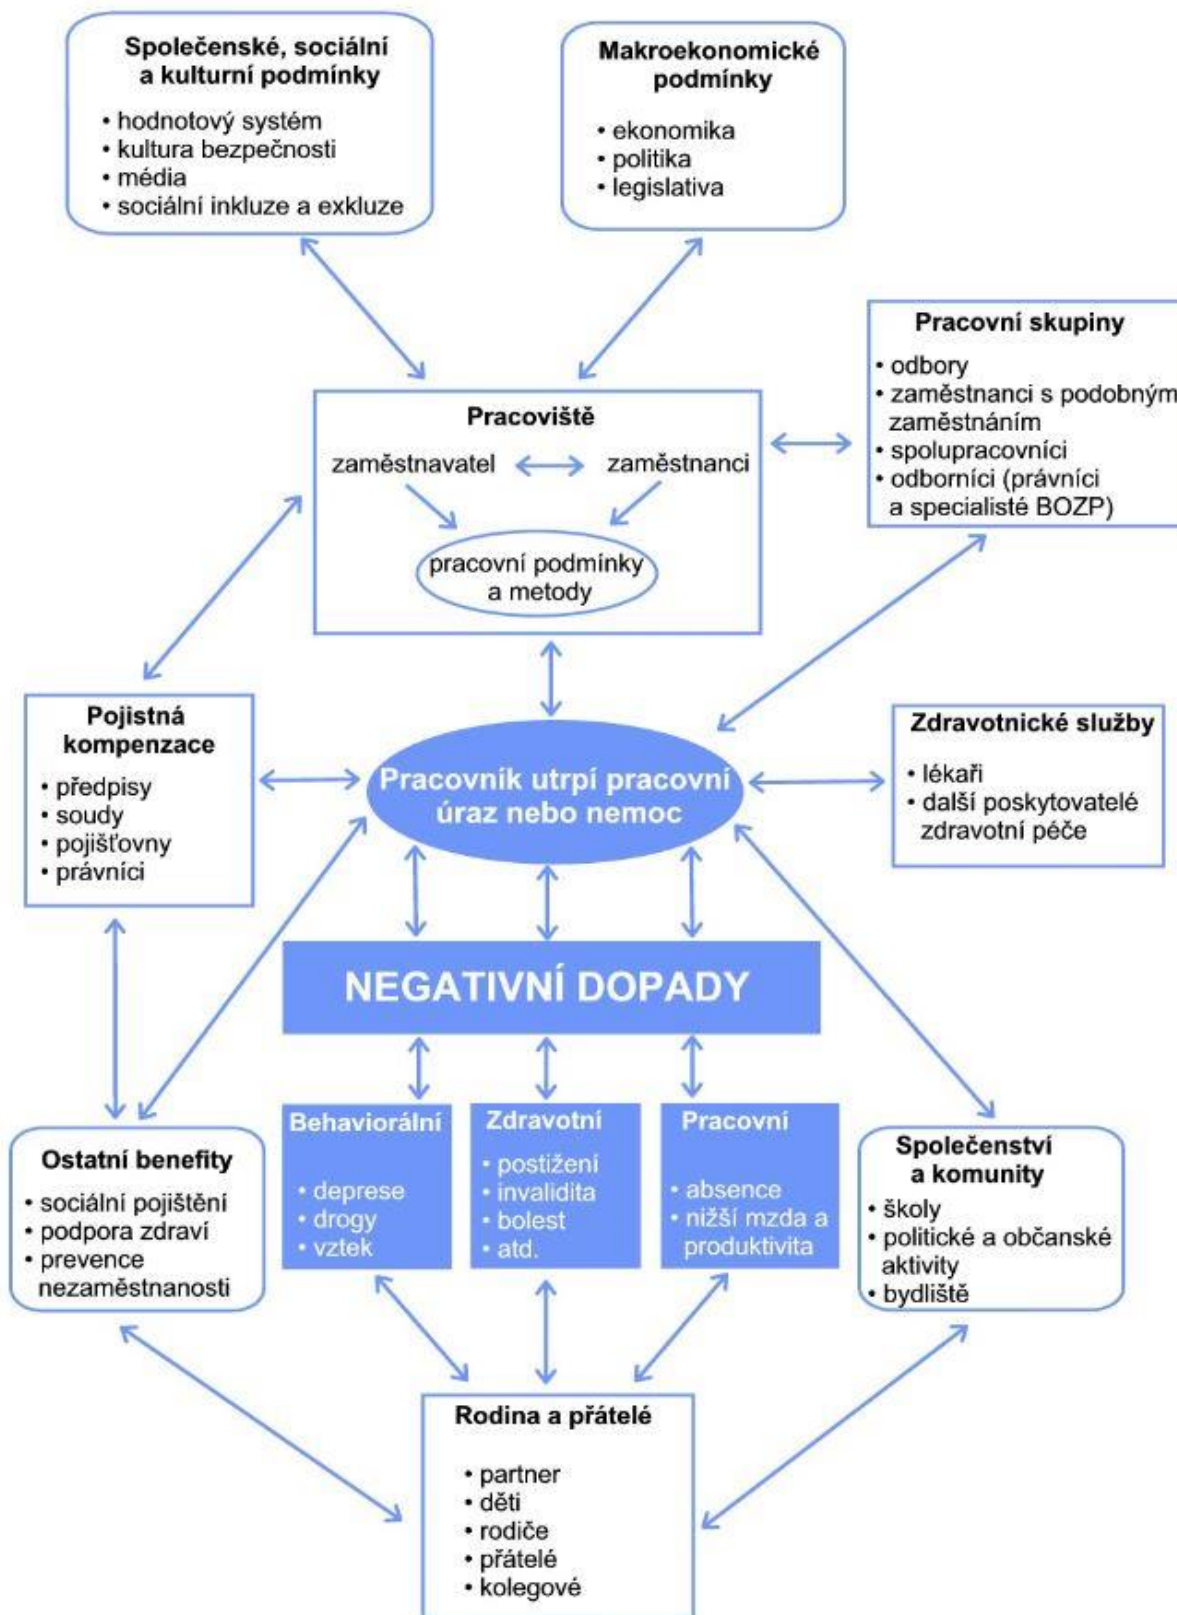 Společenské, sociální
a kulturní podmínky
• hodnotový systém
• kultura bezpečnosti
• média
• sociální inkluze a exkluze
Makroekonomické
podmínky
• ekonomika
• politika
• legislativa
Pracovní skupiny
• odbory
• zaměstnanci s podobným
zaměstnáním
• spolupracovníci
• odborníci (právníci
a specialisté BOZP)
Pracoviště
zaměstnavatel
zaměstnanci
pracovní podmínky
a metody
Pojistná
kompenzace
• předpisy
• soudy
• pojišťovny
• právníci
Pracovník utrpí pracovní
úraz nebo nemoc
Zdravotnické služby
• lékaři
• další poskytovatelé
zdravotní péče
NEGATIVNÍ DOPADY
Ostatní benefity
• sociální pojištění
• podpora zdraví
• prevence
nezaměstnanosti
Behaviorální
• deprese
• drogy
• vztek
Zdravotní
• postižení
• invalidita
• bolest
• atd.
Pracovní
• absence
• nižší mzda a
produktivita
Společenství
a komunity
• školy
• politické a občanské
aktivity
• bydliště
Rodina a přátelé
• partner
• děti
• rodiče
• přátelé
• kolegové